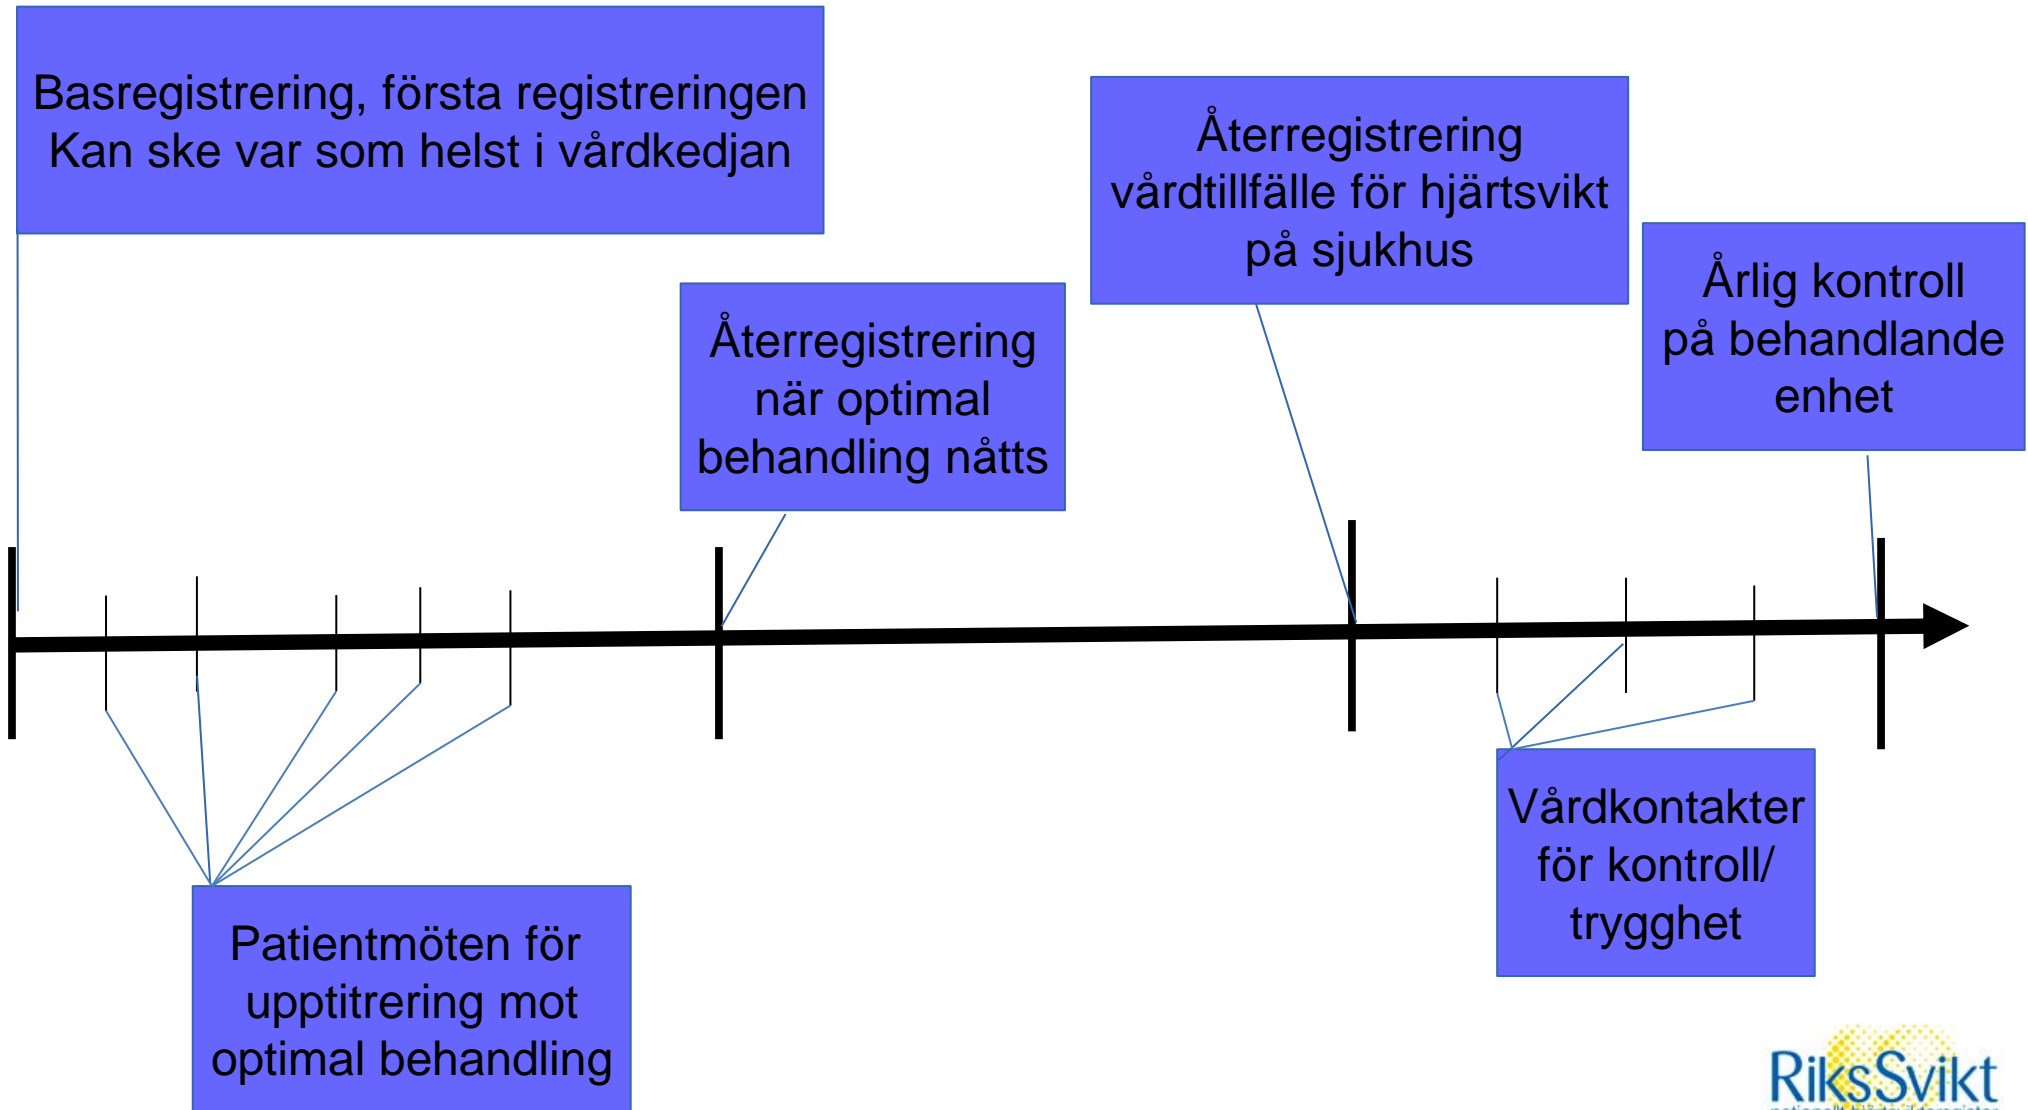 Basregistrering, första registreringen
Kan ske var som helst i vårdkedjan
Återregistrering
när optimal
behandling nåtts
Återregistrering
vårdtillfälle för hjärtsvikt
på sjukhus
Årlig kontroll
på behandlande
enhet
Patientmöten för
upptitrering mot
optimal behandling
Vårdkontakter
för kontroll/
trygghet
RiksSvikt